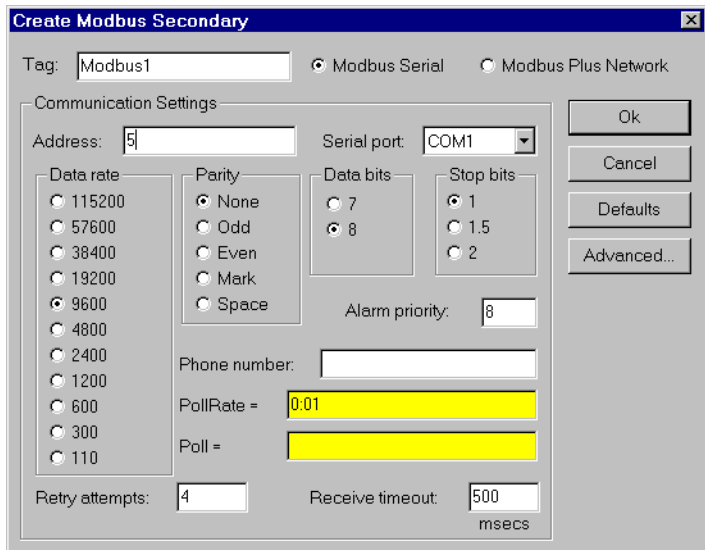 Create Modbus Secondary
Tag: Modbus1 Modbus Serial Modbus Plus Network
Communication Settings
Ok
Address: 5 Serial port: COM1
Cancel
Data rate Parity Data bits Stop bits
115200 None 7 1
Defaults
57600 Odd 8 1.5
38400 Even 2
Advanced...
19200 Mark
9600 Space Alarm priority: 8
4800
2400 Phone number:
1200
600 PollRate = 0:01
300
110 Poll =
Retry attempts: 4 Receive timeout: 500
msecs